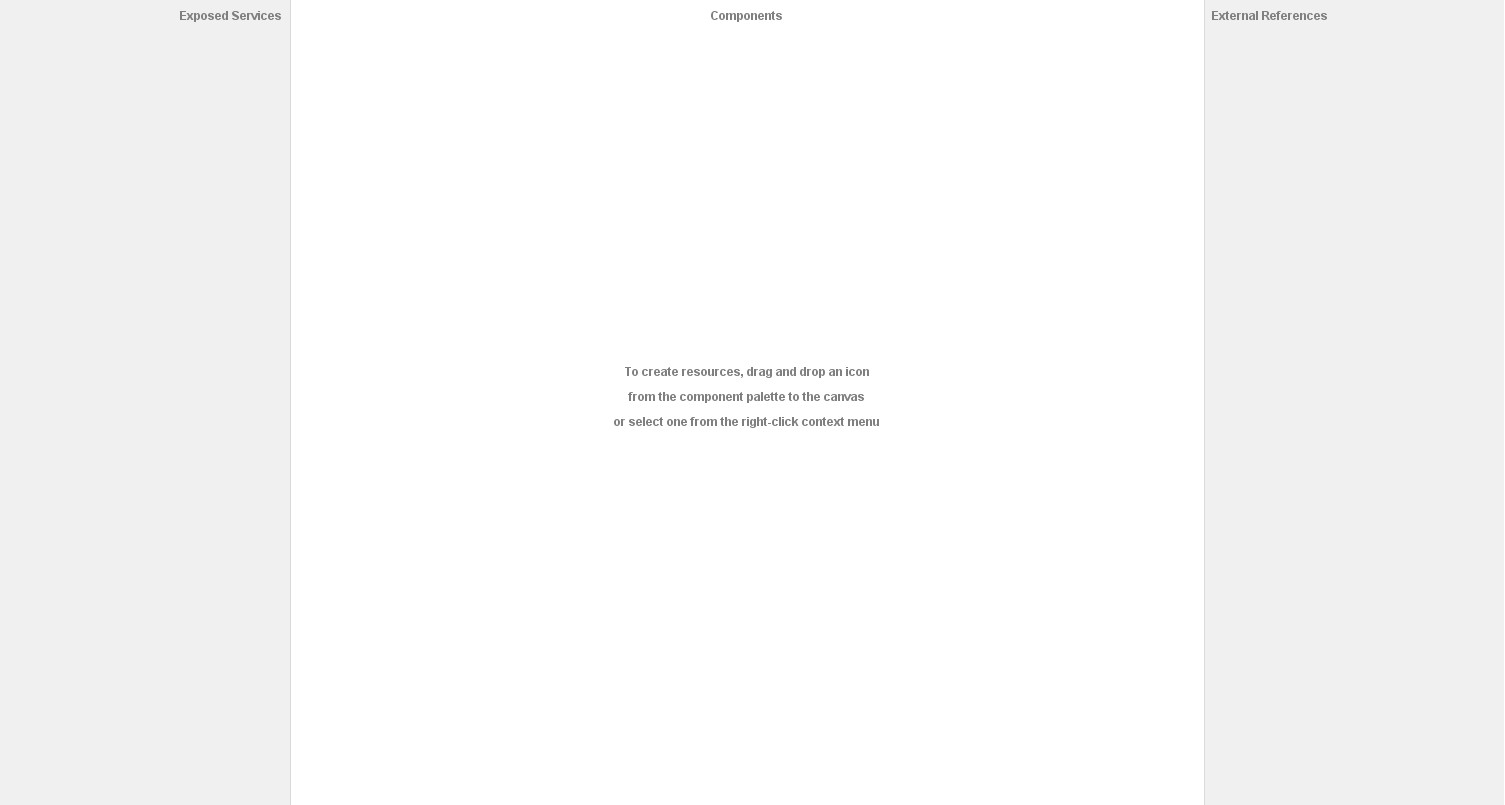 Exposed Services
Components
External References
To create resources, drag and drop an icon
from the component palette to the canvas
or select one from the right-click context menu